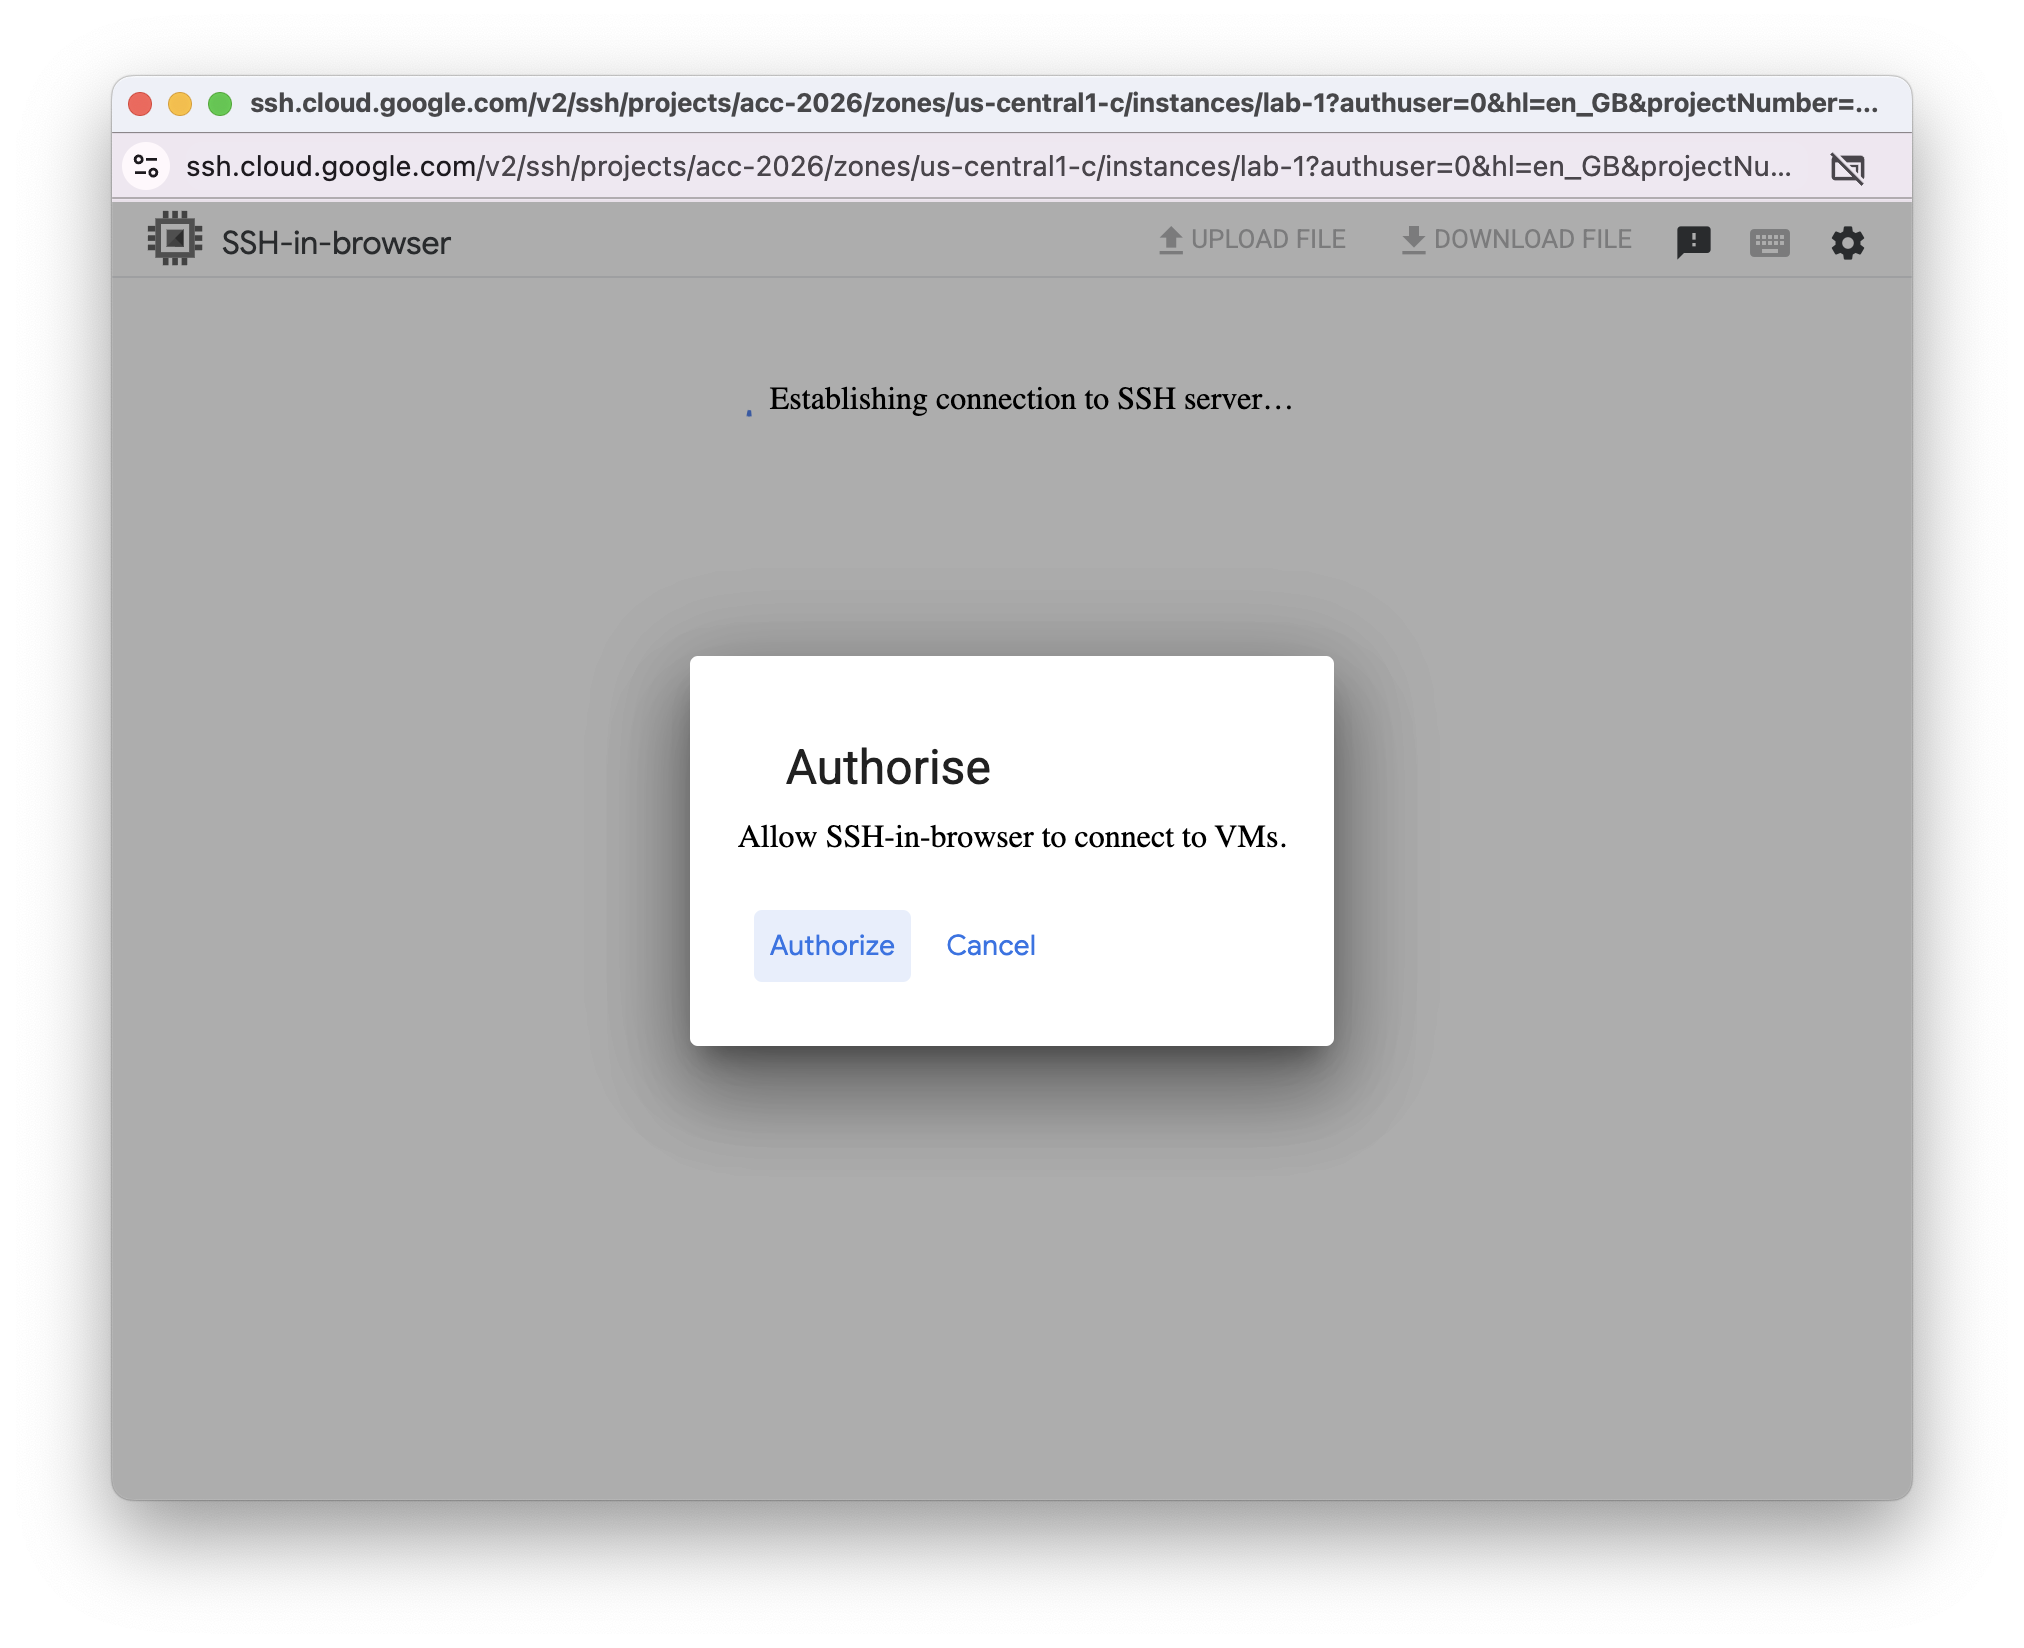 ssh.cloud.google.com/v2/ssh/projects/acc-2026/zones/us-central1-c/instances/lab-1?authuser=0&hl=en_GB&projectNumber=...
ssh.cloud.google.com/v2/ssh/projects/acc-2026/zones/us-central1-c/instances/lab-1?authuser=0&hl=en_GB&projectNu...
SSH-in-browser
UPLOAD FILE
DOWNLOAD FILE
Establishing connection to SSH server…
Authorise
Allow SSH-in-browser to connect to VMs.
Authorize
Cancel